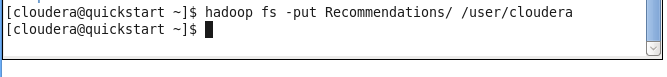 [cloudera@quickstart ~]$ hadoop fs -put Recommendations/ /user/cloudera
[cloudera@quickstart ~]$